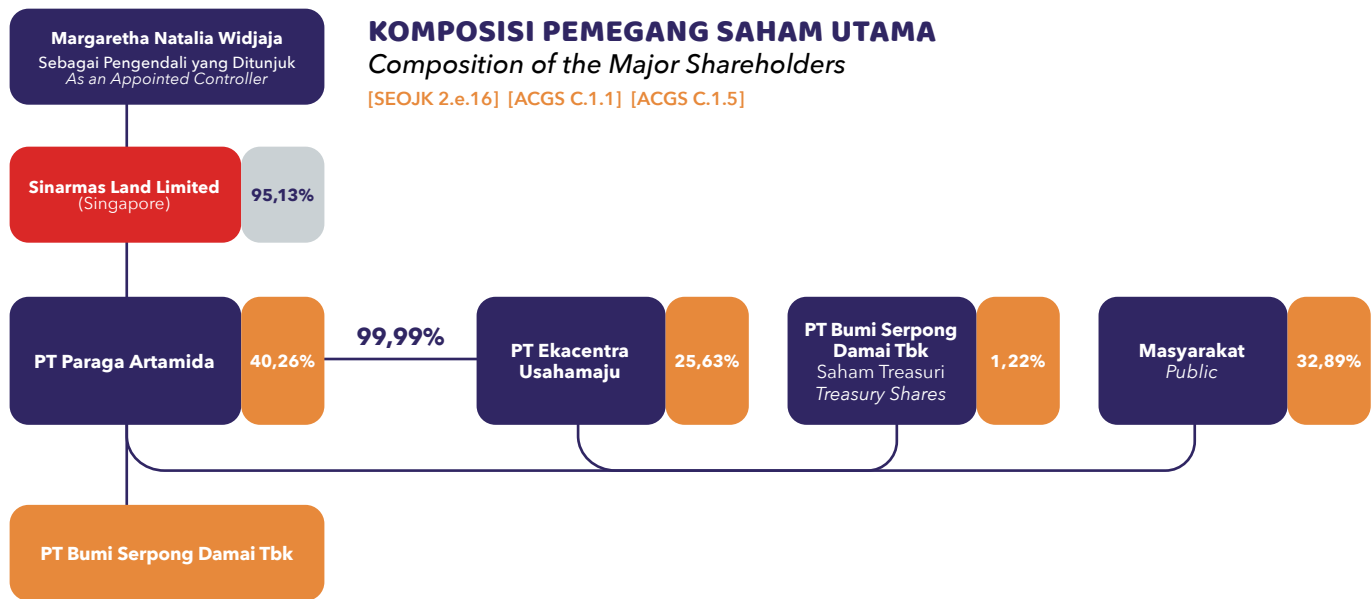 Margaretha Natalia Widjaja
Sebagai Pengendali yang Ditunjuk
As an Appointed Controller
KOMPOSISI PEMEGANG SAHAM UTAMA
Composition of the Major Shareholders
[SEOJK 2.e.16] [ACGS C.1.1] [ACGS C.1.5]
Sinarmas Land Limited
(Singapore)
95,13%
PT Paraga Artamida
40,26%
99,99%
PT Ekacentra
Usahamaju
25,63%
PT Bumi Serpong
Damai Tbk
Saham Treasuri
Treasury Shares
1,22%
Masyarakat
Public
32,89%
PT Bumi Serpong Damai Tbk